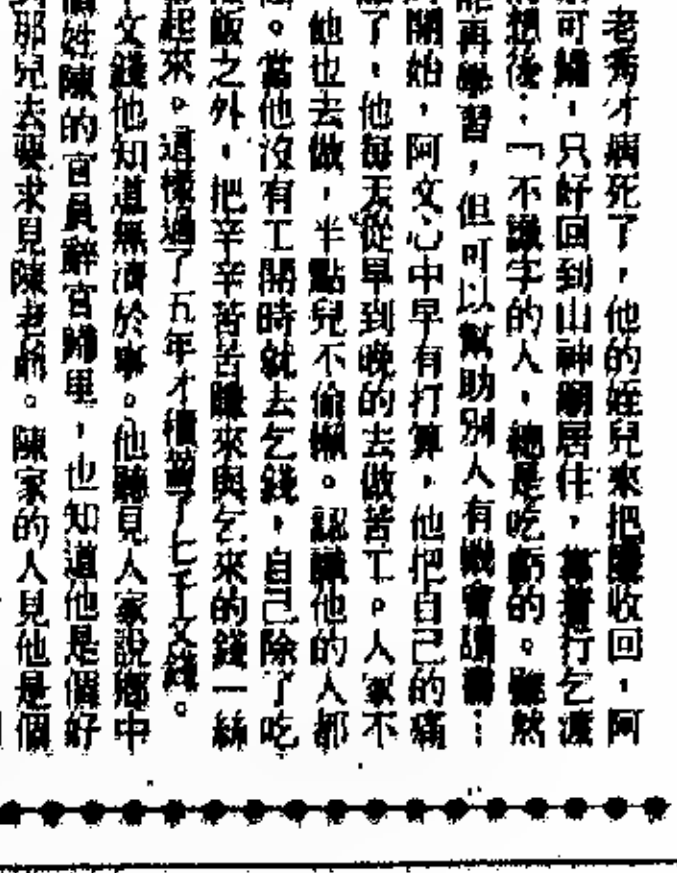 老秀才病死了，他的姪兒來把廬收回，阿
可歸，只好回到山神廟居住，靠着行乞渡
想後：「不識字的人，總是吃虧的。雖然
能再學習，但可以幫助別人有機會讀書…
開始，阿文心中早有打算，他把自己的痛
了，他每天從早到晚的去做苦工。人家不
他也去做，半點兒不偷懶。認識他的人都
。當他沒有工開時就去乞錢，自己除了吃
飯之外，把辛辛苦苦賺來與乞來的錢一絲
起來。這樣過了五年才積蓄了七千文錢。
文錢他知道無濟於事。他聽見人家說鄉中
個姓陳的官員辭官歸里，也知道他是個好
那兒去要求見陳老爺。陳家的人見他是個